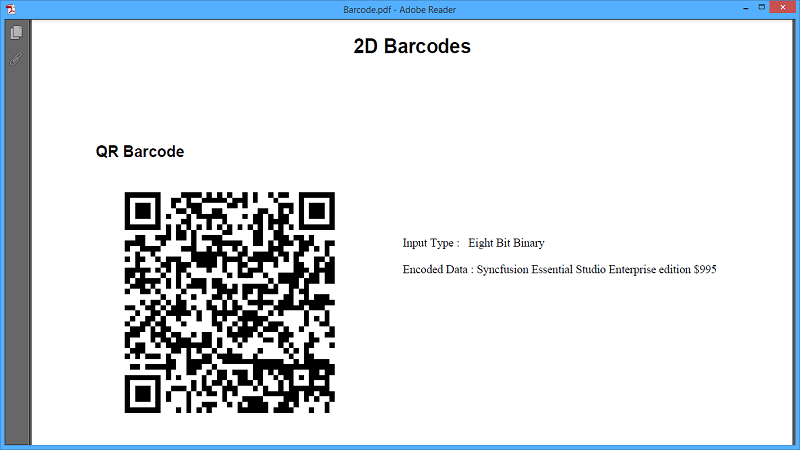 Barcode.pdf - Adobe Reader
2D Barcodes
QR Barcode
Input Type : Eight Bit Binary
Encoded Data : Syncfusion Essential Studio Enterprise edition $995